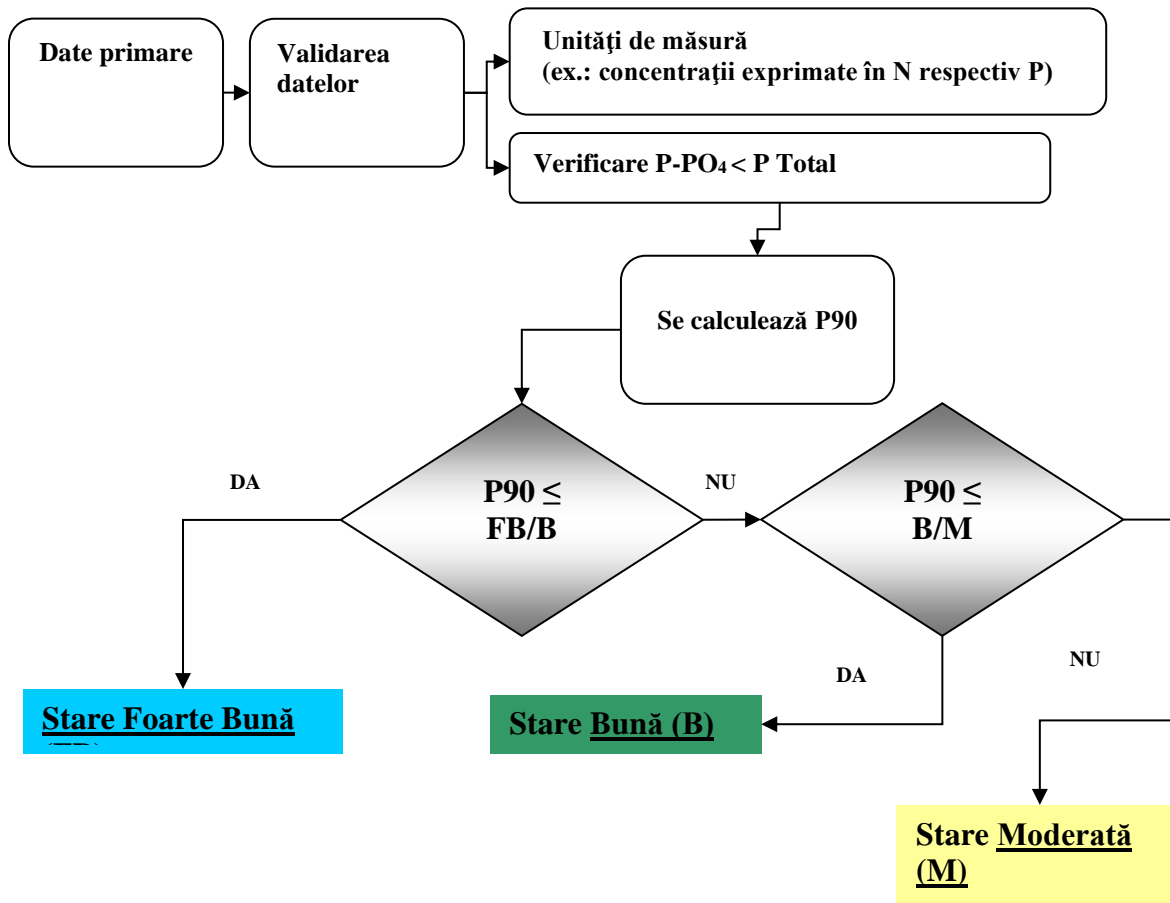 Date primare
Validarea
datelor
Unităţi de măsură
(ex.: concentraţii exprimate în N respectiv P)
Verificare P-PO₄ < P Total
Se calculează P90
DA
P90 ≤
FB/B
NU
P90 ≤
B/M
NU
DA
Stare Foarte Bună
Stare Bună (B)
Stare Moderată
(M)